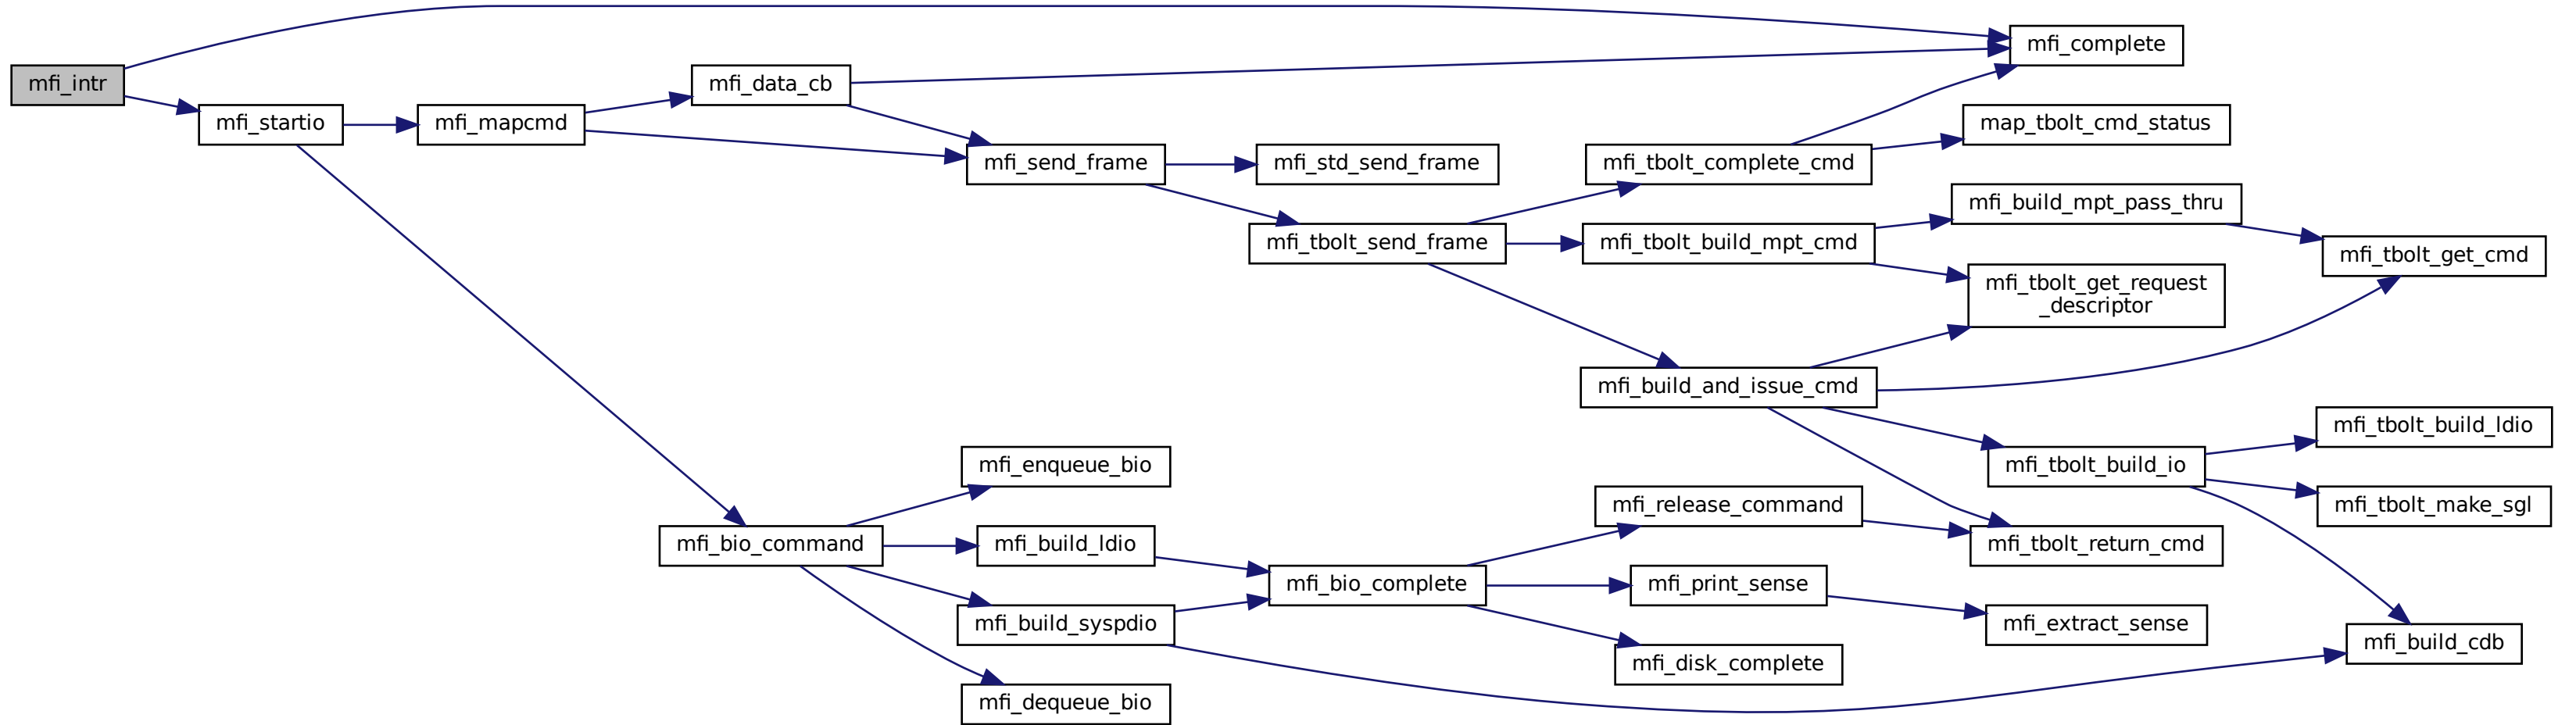 mfi_intr
mfi_startio
mfi_mapcmd
mfi_data_cb
mfi_send_frame
mfi_std_send_frame
mfi_tbolt_send_frame
mfi_complete
mfi_tbolt_complete_cmd
map_tbolt_cmd_status
mfi_tbolt_build_mpt_cmd
mfi_build_mpt_pass_thru
mfi_tbolt_get_cmd
mfi_tbolt_get_request
_descriptor
mfi_build_and_issue_cmd
mfi_tbolt_build_io
mfi_tbolt_build_ldio
mfi_tbolt_make_sgl
mfi_bio_command
mfi_enqueue_bio
mfi_build_ldio
mfi_build_syspdio
mfi_dequeue_bio
mfi_bio_complete
mfi_release_command
mfi_tbolt_return_cmd
mfi_print_sense
mfi_extract_sense
mfi_disk_complete
mfi_build_cdb